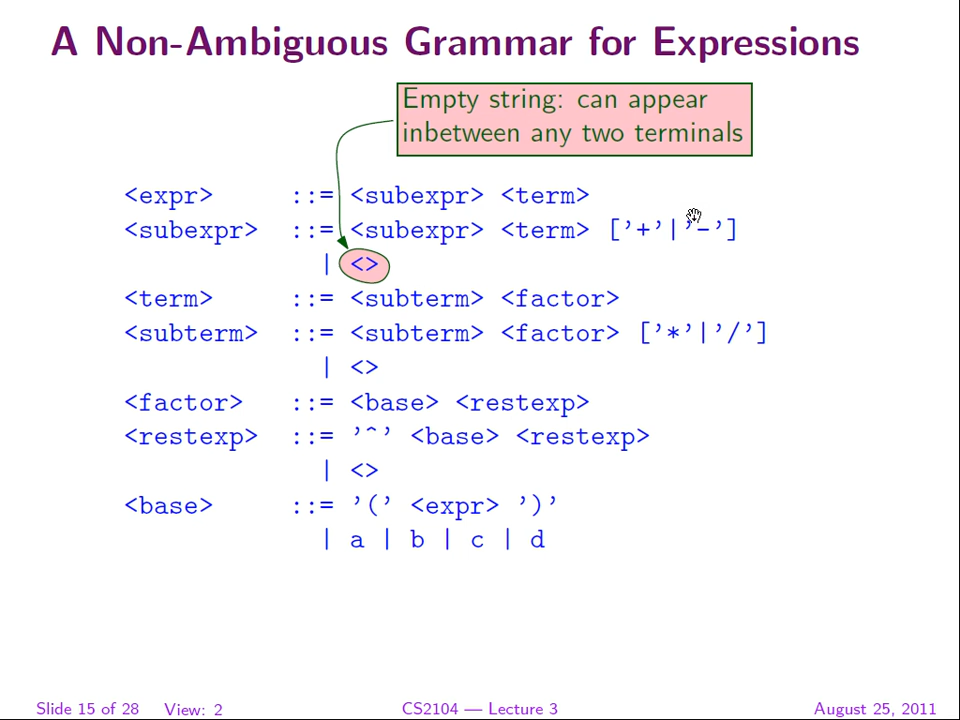 A Non-Ambiguous Grammar for Expressions
Empty string: can appear
inbetween any two terminals
<expr> ::= <subexpr> <term>
<subexpr> ::= <subexpr> <term> ['+'|'-']
| <>
<term> ::= <subterm> <factor>
<subterm> ::= <subterm> <factor> ['*'|'/']
| <>
<factor> ::= <base> <restexp>
<restexp> ::= '^' <base> <restexp>
| <>
<base> ::= '(' <expr> ')'
| a | b | c | d
Slide 15 of 28 View: 2 CS2104 — Lecture 3 August 25, 2011